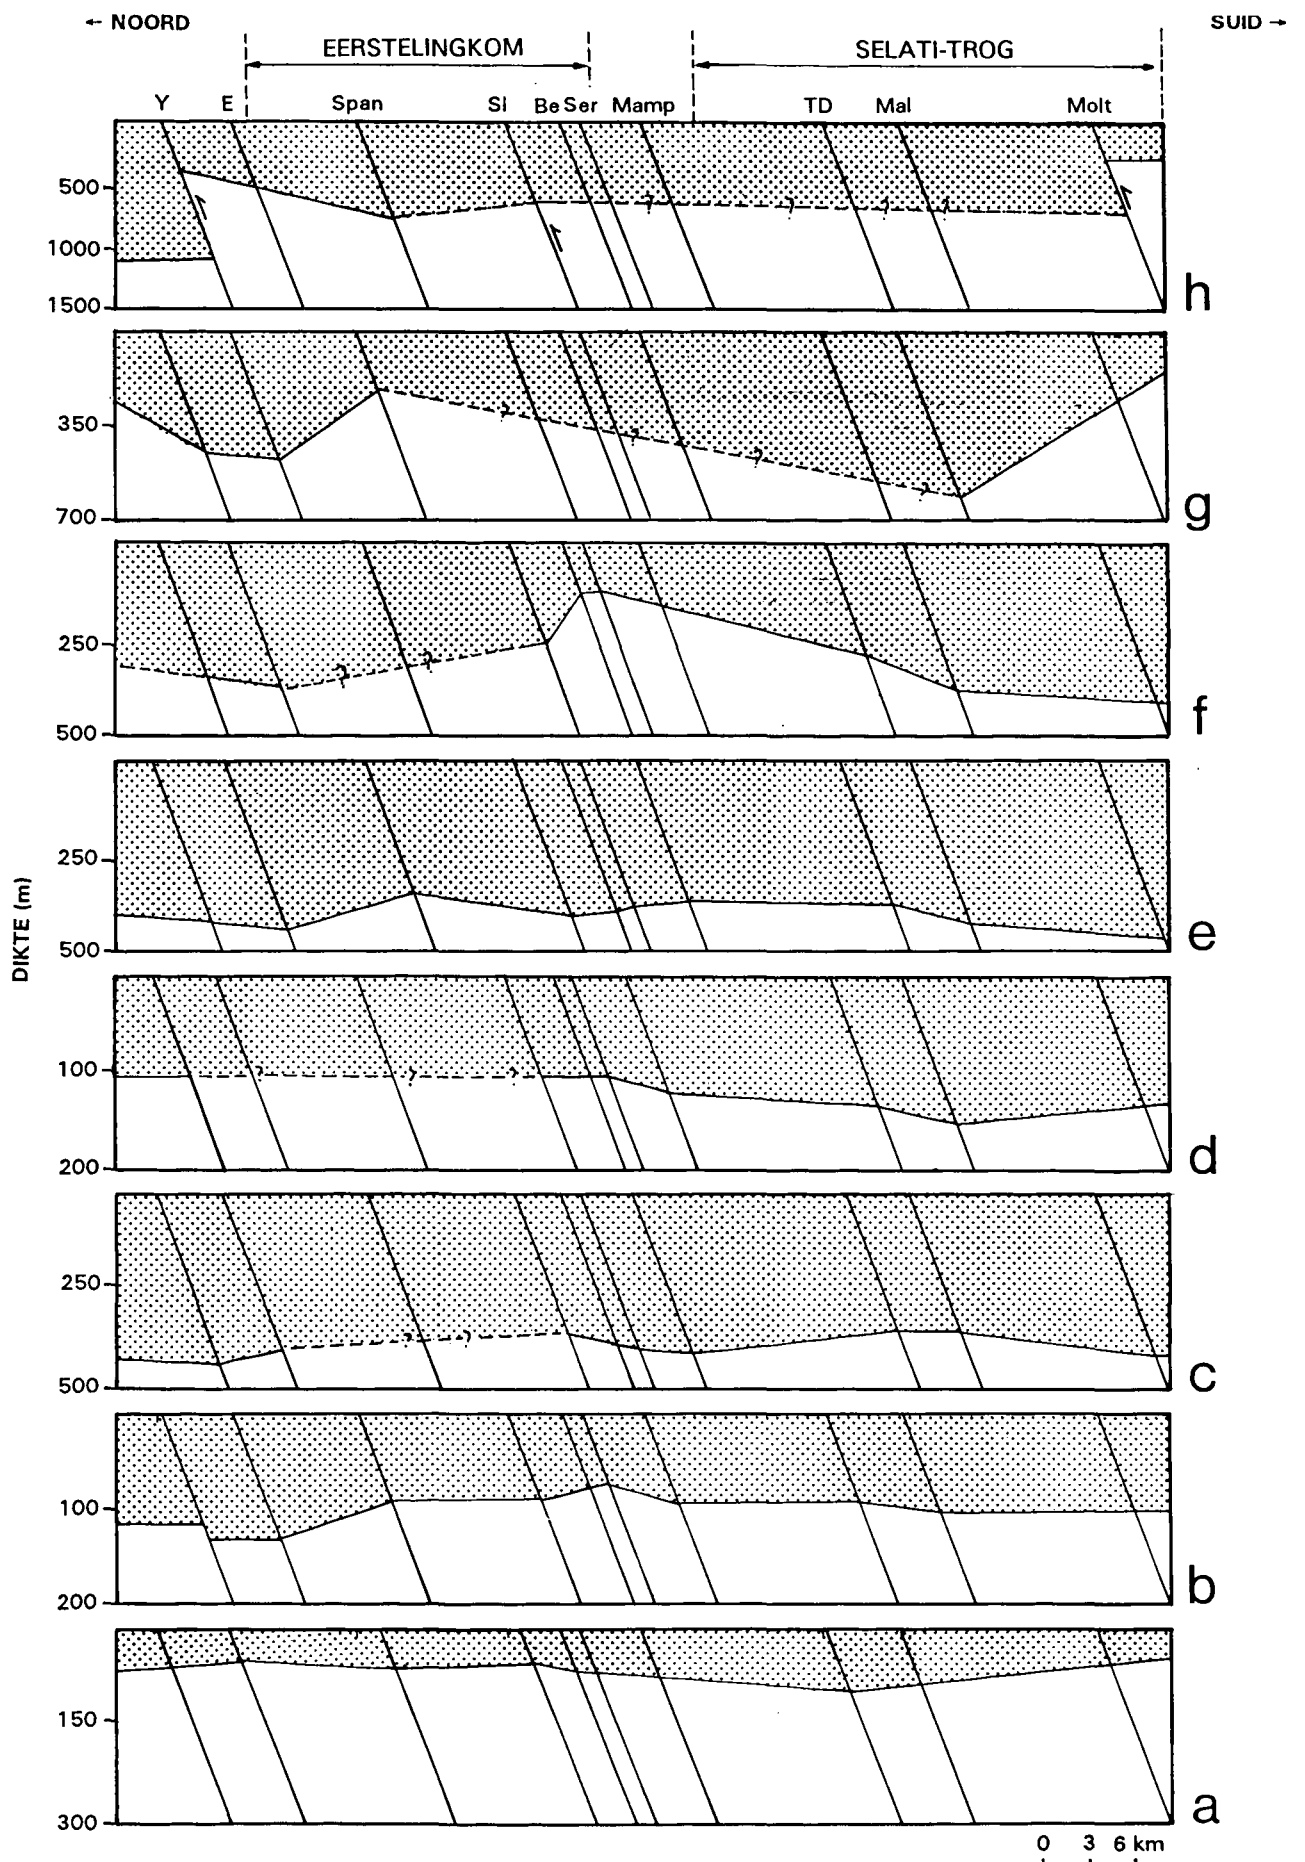 ← NOORD
SUID →
EERSTELINGKOM
SELATI-TROG
Y E Span Sl Be Ser Mamp TD Mal Molt
500
1000
1500
? ? ? ?
h
350
700
? ? ? ?
g
250
500
? ?
f
250
500
e
DIKTE (m)
100
200
? ? ?
d
250
500
? ?
c
100
200
b
150
300
a
0 3 6 km